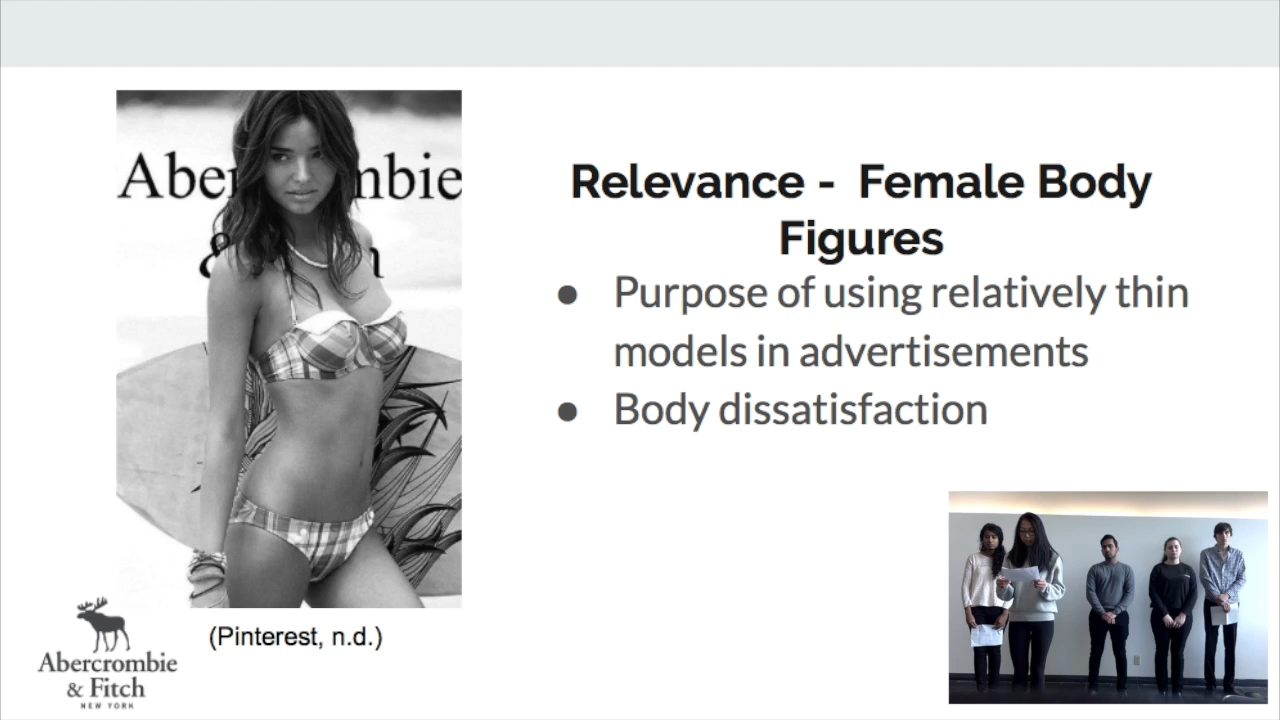 Abercrombie
&
Relevance - Female Body
Figures
● Purpose of using relatively thin
models in advertisements
● Body dissatisfaction
(Pinterest, n.d.)
Abercrombie
& Fitch
NEW YORK